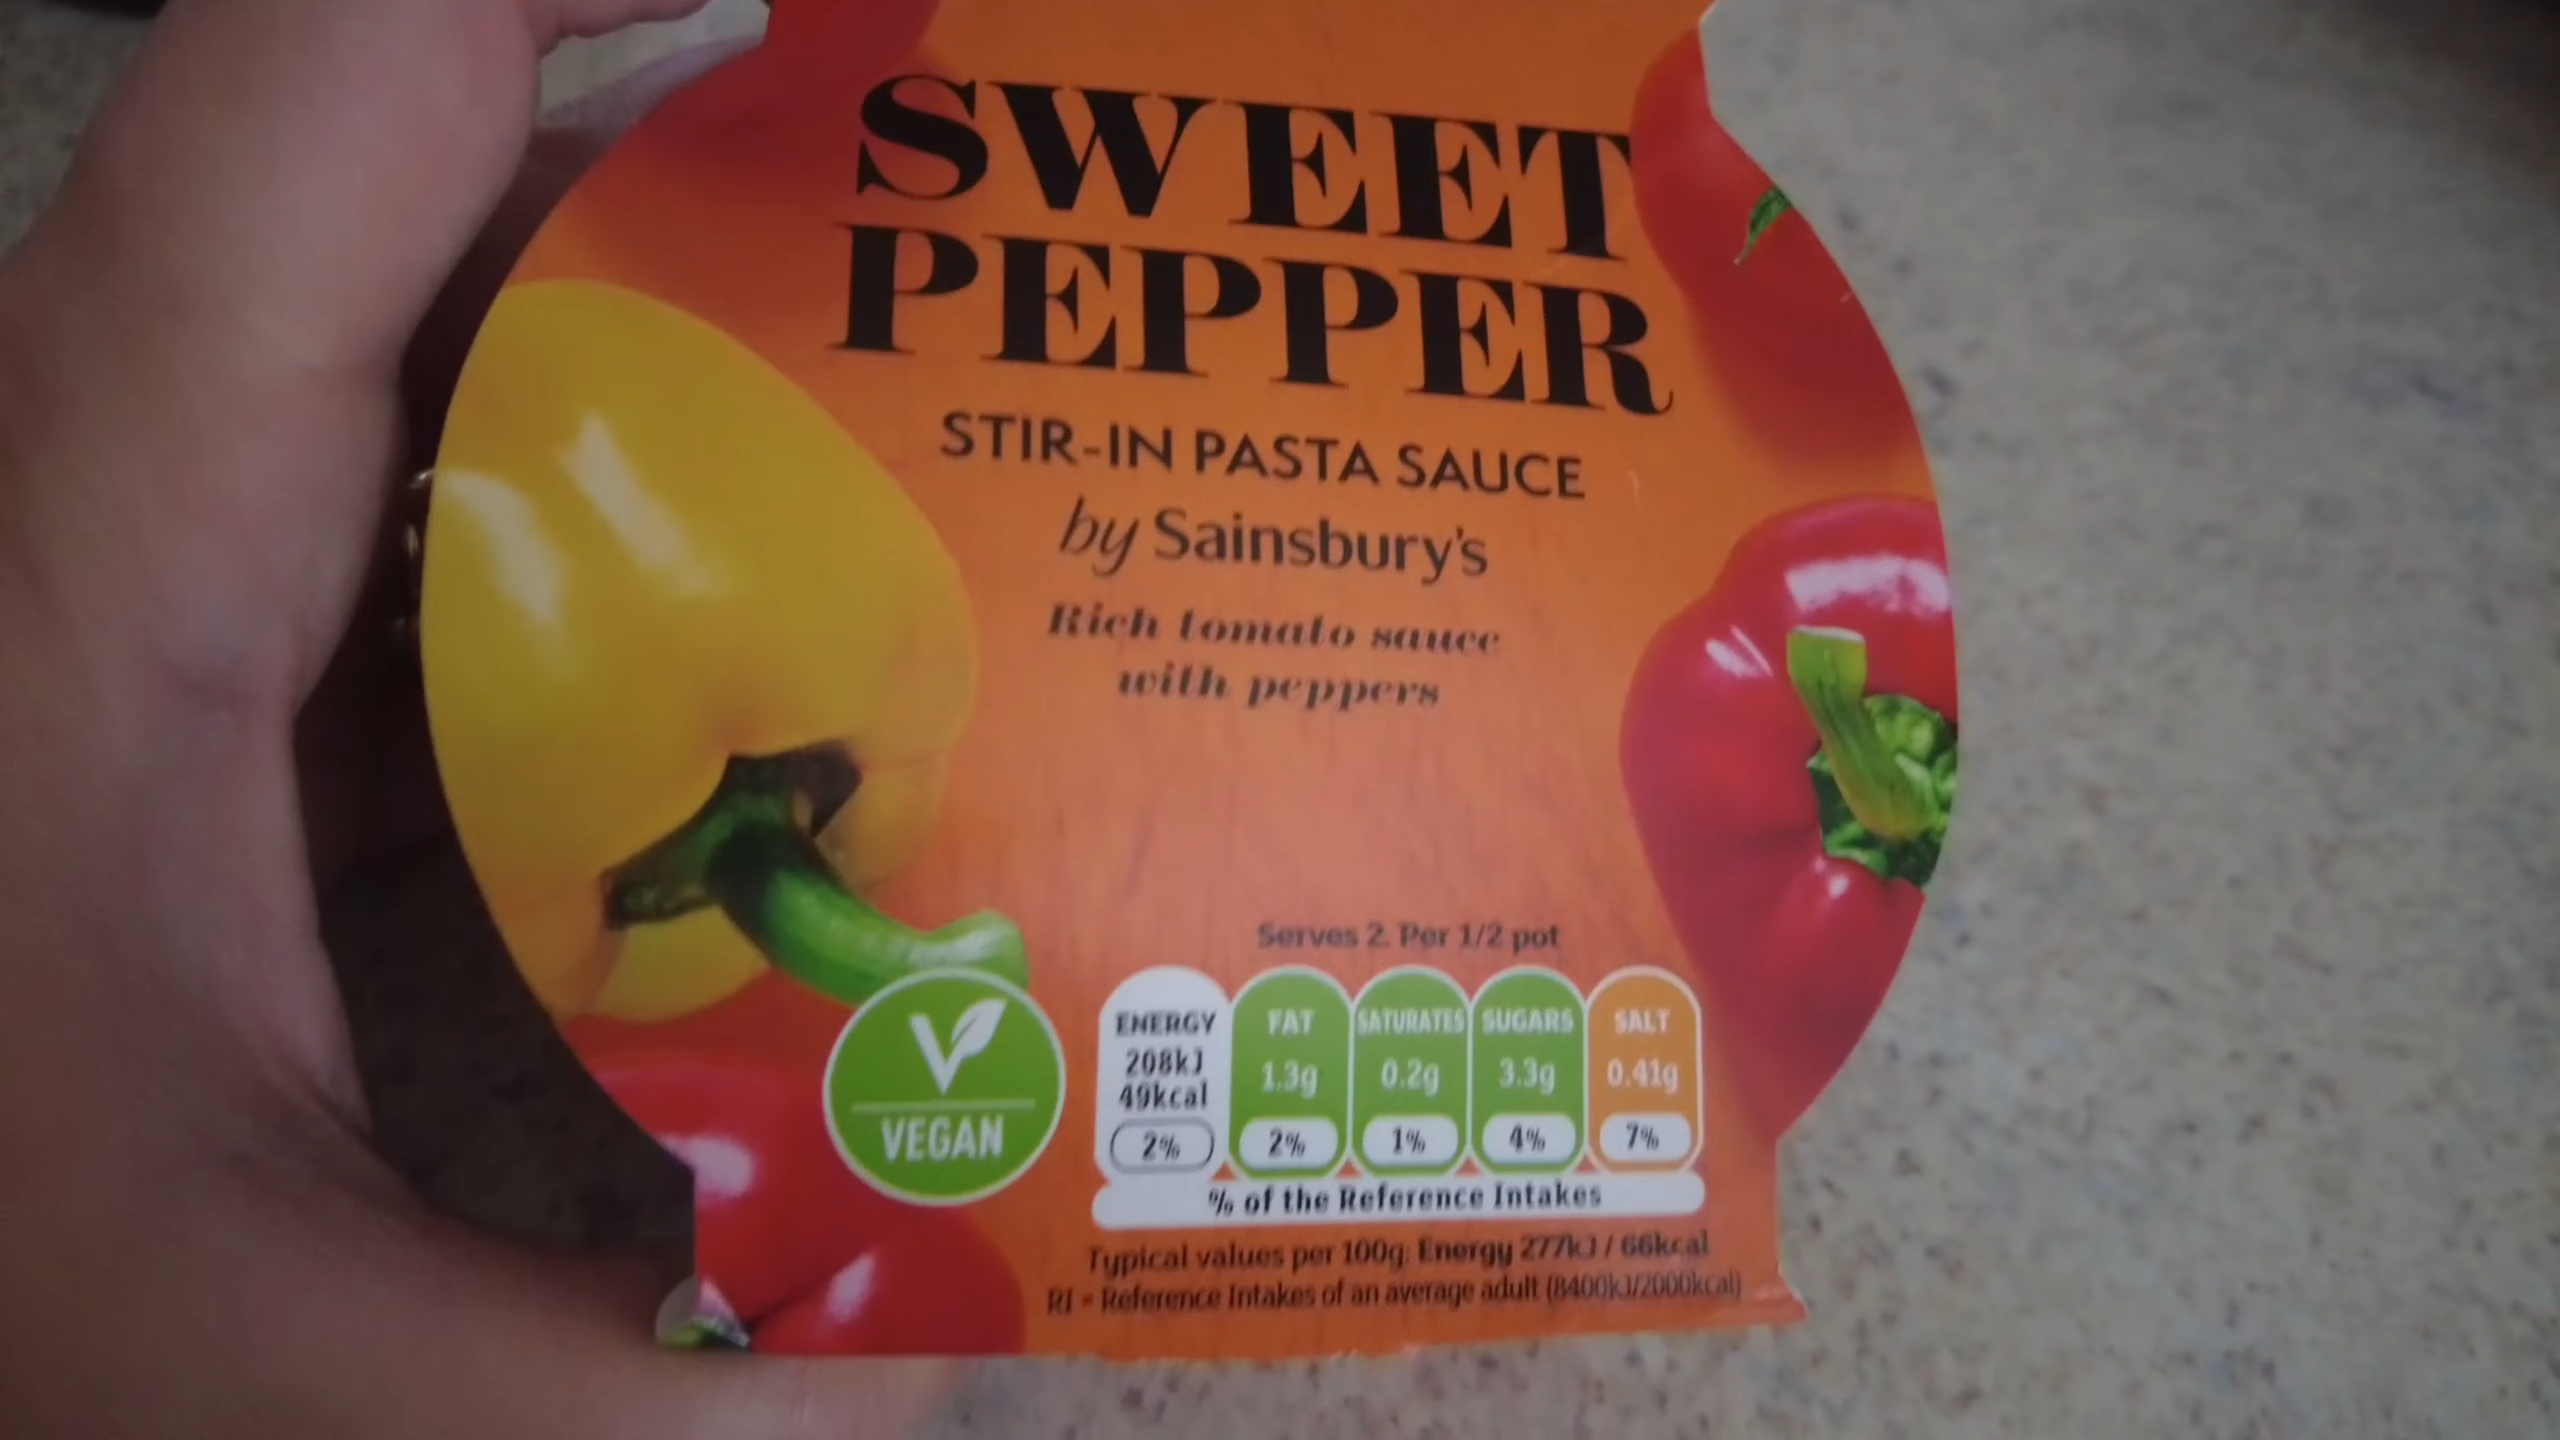 SWEET
PEPPER
STIR-IN PASTA SAUCE
by Sainsbury's
Rich tomato sauce
with peppers
Serves 2. Per 1/2 pot
ENERGY FAT SATURATES SUGARS SALT
208kJ 1.3g 0.2g 3.3g 0.41g
49kcal
2% 2% 1% 4% 7%
% of the Reference Intakes
V
VEGAN
Typical values per 100g: Energy 277kJ / 66kcal
RI = Reference Intakes of an average adult (8400kJ/2000kcal)